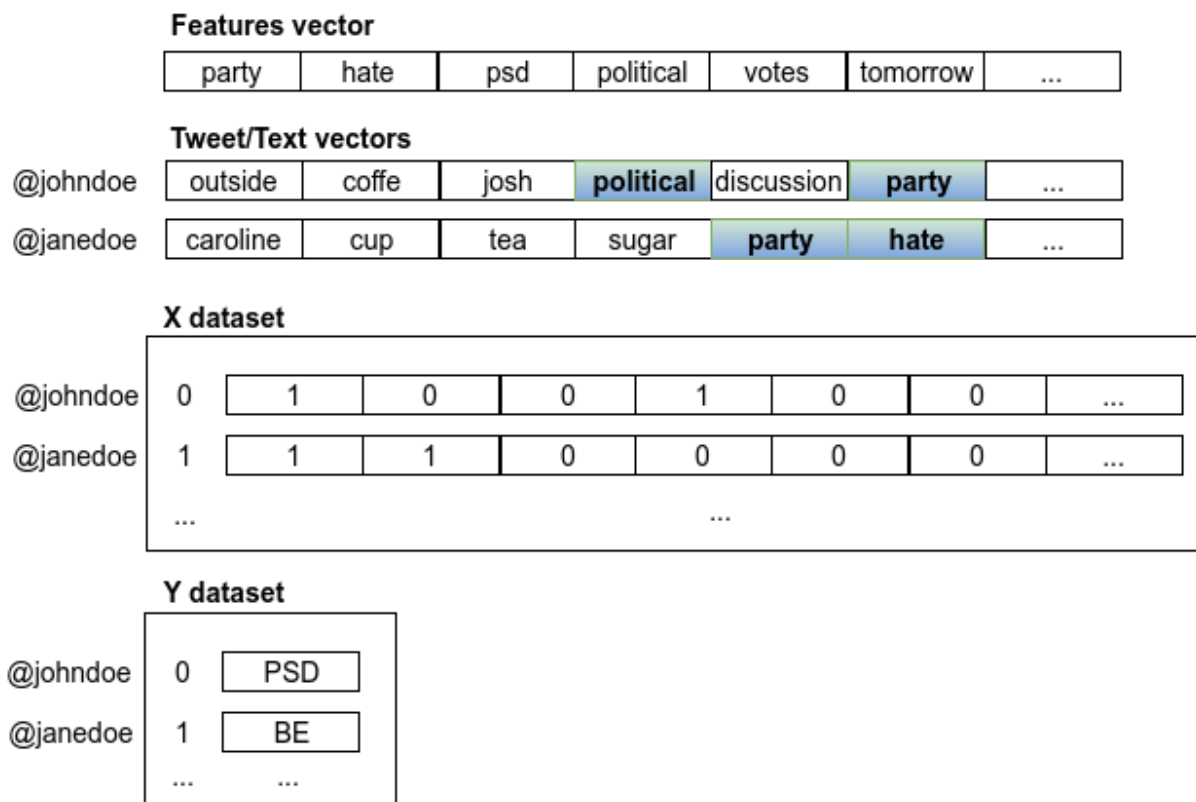 Features vector
party hate psd political votes tomorrow ...
Tweet/Text vectors
@johndoe outside coffe josh political discussion party ...
@janedoe caroline cup tea sugar party hate ...
X dataset
@johndoe 0 1 0 0 1 0 0 ...
@janedoe 1 1 1 0 0 0 0 ...
... ...
Y dataset
@johndoe 0 PSD
@janedoe 1 BE
... ...